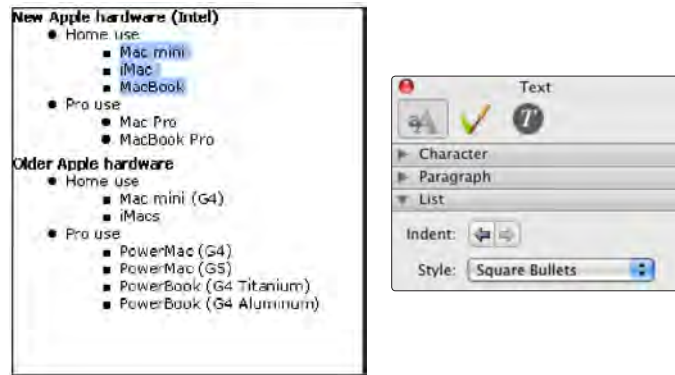 New Apple hardware (Intel)
Home use
Mac mini
iMac
MacBook
Pro use
Mac Pro
MacBook Pro
Older Apple hardware
Home use
Mac mini (G4)
iMacs
Pro use
PowerMac (G4)
PowerMac (G5)
PowerBook (G4 Titanium)
PowerBook (G4 Aluminum)
Text
Character
Paragraph
List
Indent:
Style: Square Bullets